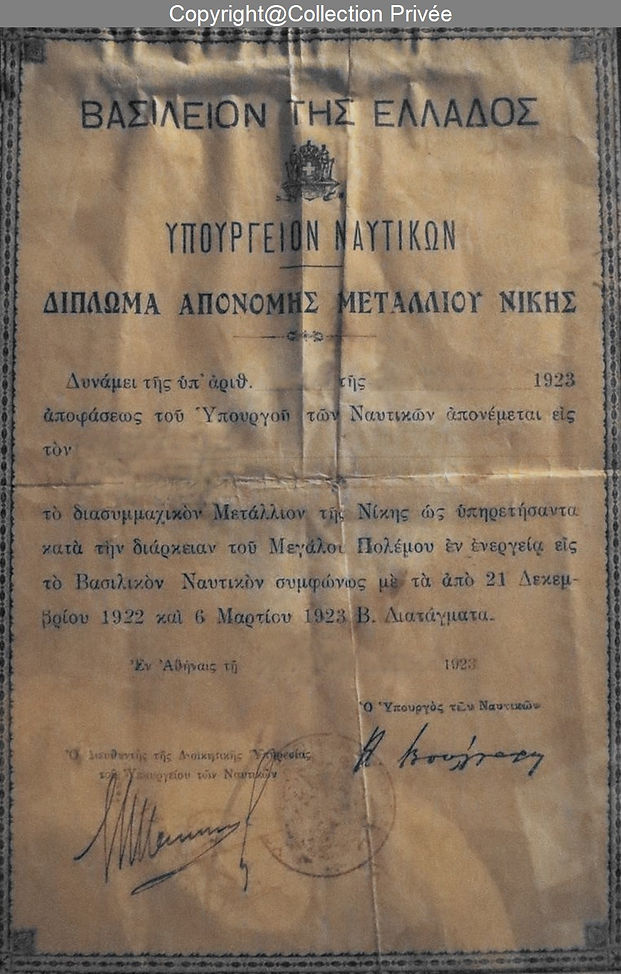 Copyright@Collection Privée
ΒΑΣΙΛΕΙΟΝ ΤΗΣ ΕΛΛΑΔΟΣ
ΥΠΟΥΡΓΕΙΟΝ ΝΑΥΤΙΚΩΝ
ΔΙΠΛΩΜΑ ΑΠΟΝΟΜΗΣ ΜΕΤΑΛΛΙΟΥ ΝΙΚΗΣ
Δυνάμει τῆς ὑπ' ἀριθ. τῆς 1923
ἀποφάσεως τοῦ Ὑπουργοῦ τῶν Ναυτικῶν ἀπονέμεται εἰς
τὸν
τὸ διασυμμαχικὸν Μετάλλιον τῆς Νίκης ὡς ὑπηρετήσαντα
κατὰ τὴν διάρκειαν τοῦ Μεγάλου Πολέμου ἐν ἐνεργείᾳ εἰς
τὸ Βασιλικὸν Ναυτικὸν συμφώνως μὲ τὰ ἀπὸ 21 Δεκεμ-
βρίου 1922 καὶ 6 Μαρτίου 1923 Β. Διατάγματα.
Ἐν Ἀθήναις τῇ 1923
Ὁ Ὑπουργὸς τῶν Ναυτικῶν
Ὁ Διευθυντὴς τῆς Διοικητικῆς Ὑπηρεσίας
τοῦ Ὑπουργείου τῶν Ναυτικῶν